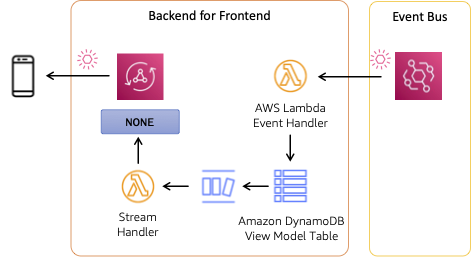 Backend for Frontend
Event Bus
AWS Lambda
Event Handler
NONE
Stream
Handler
Amazon DynamoDB
View Model Table